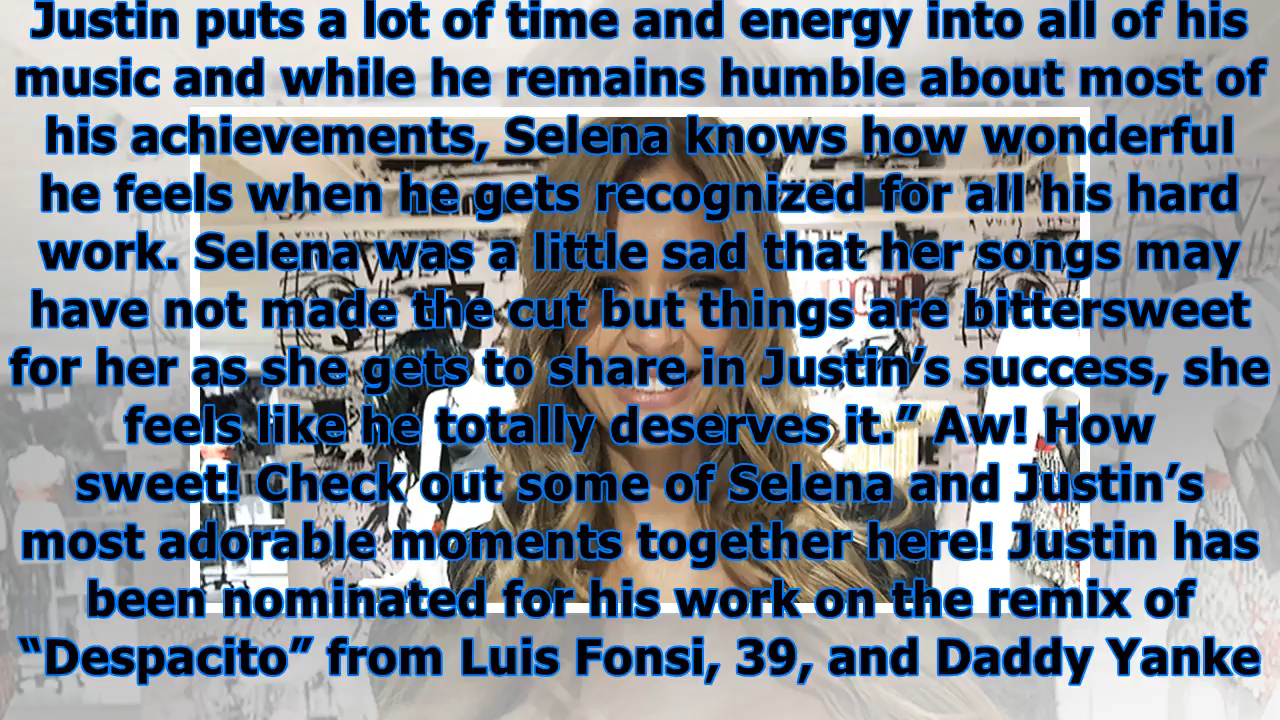 Justin puts a lot of time and energy into all of his
music and while he remains humble about most of
his achievements, Selena knows how wonderful
he feels when he gets recognized for all his hard
work. Selena was a little sad that her songs may
have not made the cut but things are bittersweet
for her as she gets to share in Justin’s success, she
feels like he totally deserves it.” Aw! How
sweet! Check out some of Selena and Justin’s
most adorable moments together here! Justin has
been nominated for his work on the remix of
“Despacito” from Luis Fonsi, 39, and Daddy Yanke